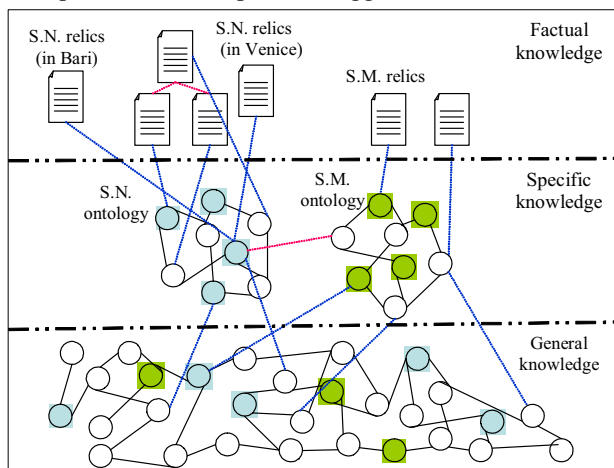 S.N. relics
(in Bari)
S.N. relics
(in Venice)
S.M. relics
Factual
knowledge
S.N.
ontology
S.M.
ontology
Specific
knowledge
General
knowledge